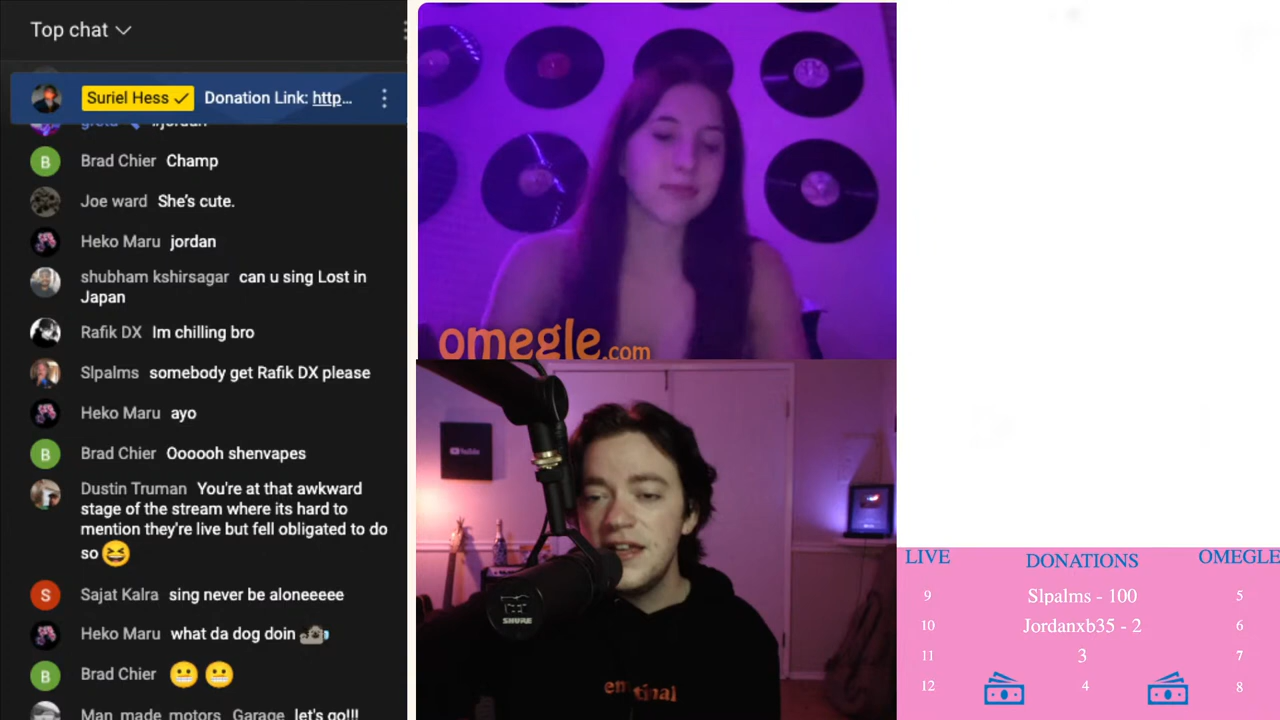 Top chat
Suriel Hess Donation Link: http...
greta #jordan
Brad Chier Champ
Joe ward She's cute.
Heko Maru jordan
shubham kshirsagar can u sing Lost in
Japan
Rafik DX Im chilling bro
Slpalms somebody get Rafik DX please
Heko Maru ayo
Brad Chier Oooooh shenvapes
Dustin Truman You're at that awkward
stage of the stream where its hard to
mention they're live but fell obligated to do
so
Sajat Kalra sing never be aloneeeee
Heko Maru what da dog doin
Brad Chier
Man made motors Garage let's go!!!
omegle.com
YouTube
SHURE
LIVE DONATIONS OMEGLE
9 Slpalms - 100 5
10 Jordanxb35 - 2 6
11 3 7
12 4 8